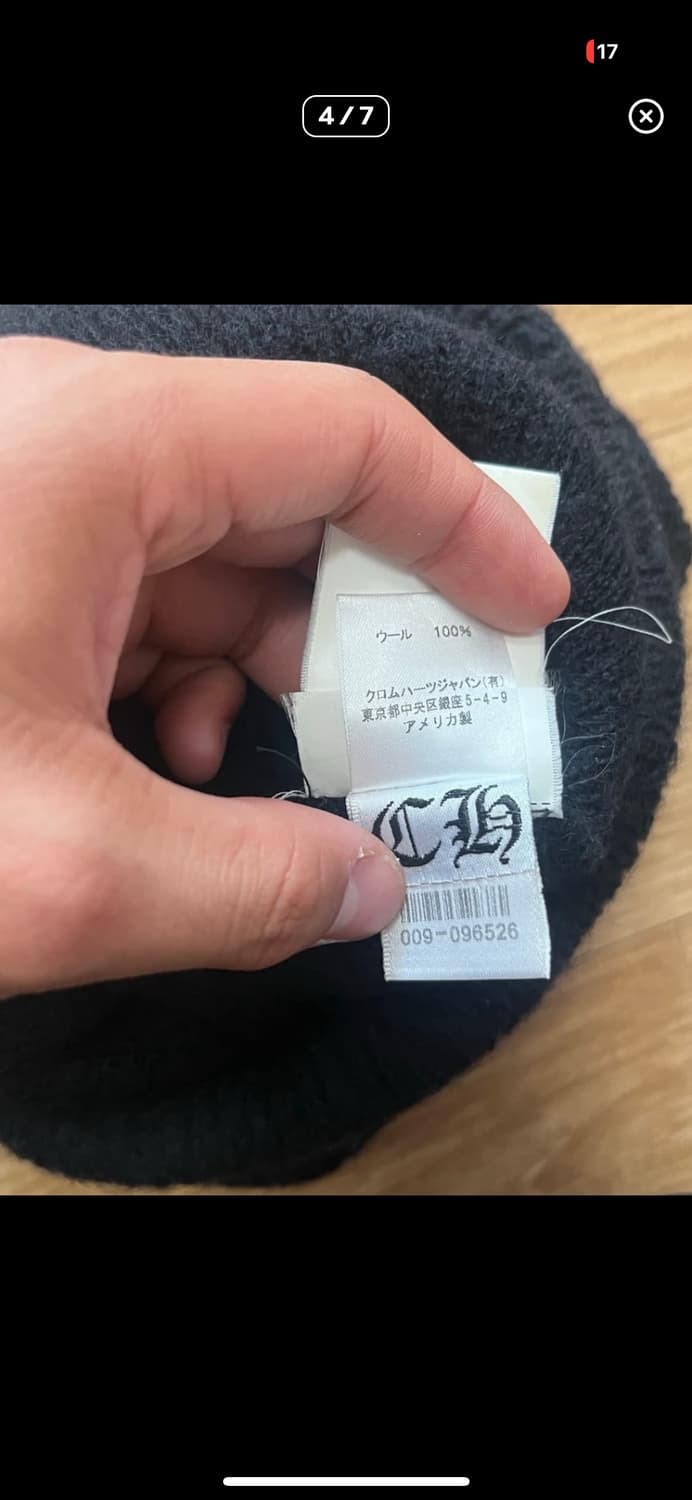 17
4/7
ウール 100%
クロムハーツジャパン(有)
東京都中央区銀座5-4-9
アメリカ製
CH
009-096526